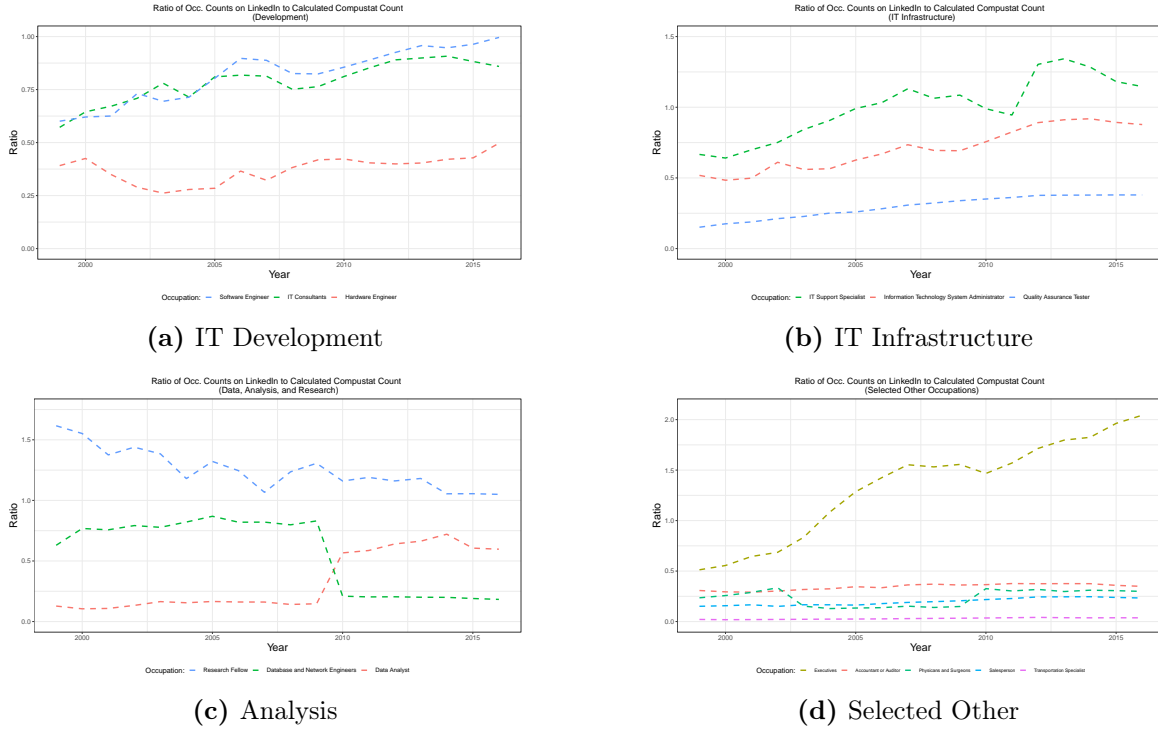 Ratio of Occ. Counts on LinkedIn to Calculated Compustat Count
(Development)
1.00
0.75
0.50
0.25
0.00
Ratio
2000 2005 2010 2015
Year
Occupation: Software Engineer IT Consultants Hardware Engineer
(a) IT Development
Ratio of Occ. Counts on LinkedIn to Calculated Compustat Count
(IT Infrastructure)
1.5
1.0
0.5
0.0
Ratio
2000 2005 2010 2015
Year
Occupation: IT Support Specialist Information Technology System Administrator Quality Assurance Tester
(b) IT Infrastructure
Ratio of Occ. Counts on LinkedIn to Calculated Compustat Count
(Data, Analysis, and Research)
1.5
1.0
0.5
0.0
Ratio
2000 2005 2010 2015
Year
Occupation: Research Fellow Database and Network Engineers Data Analyst
(c) Analysis
Ratio of Occ. Counts on LinkedIn to Calculated Compustat Count
(Selected Other Occupations)
2.0
1.5
1.0
0.5
0.0
Ratio
2000 2005 2010 2015
Year
Occupation: Executives Accountant or Auditor Physicans and Surgeons Salesperson Transportation Specialist
(d) Selected Other